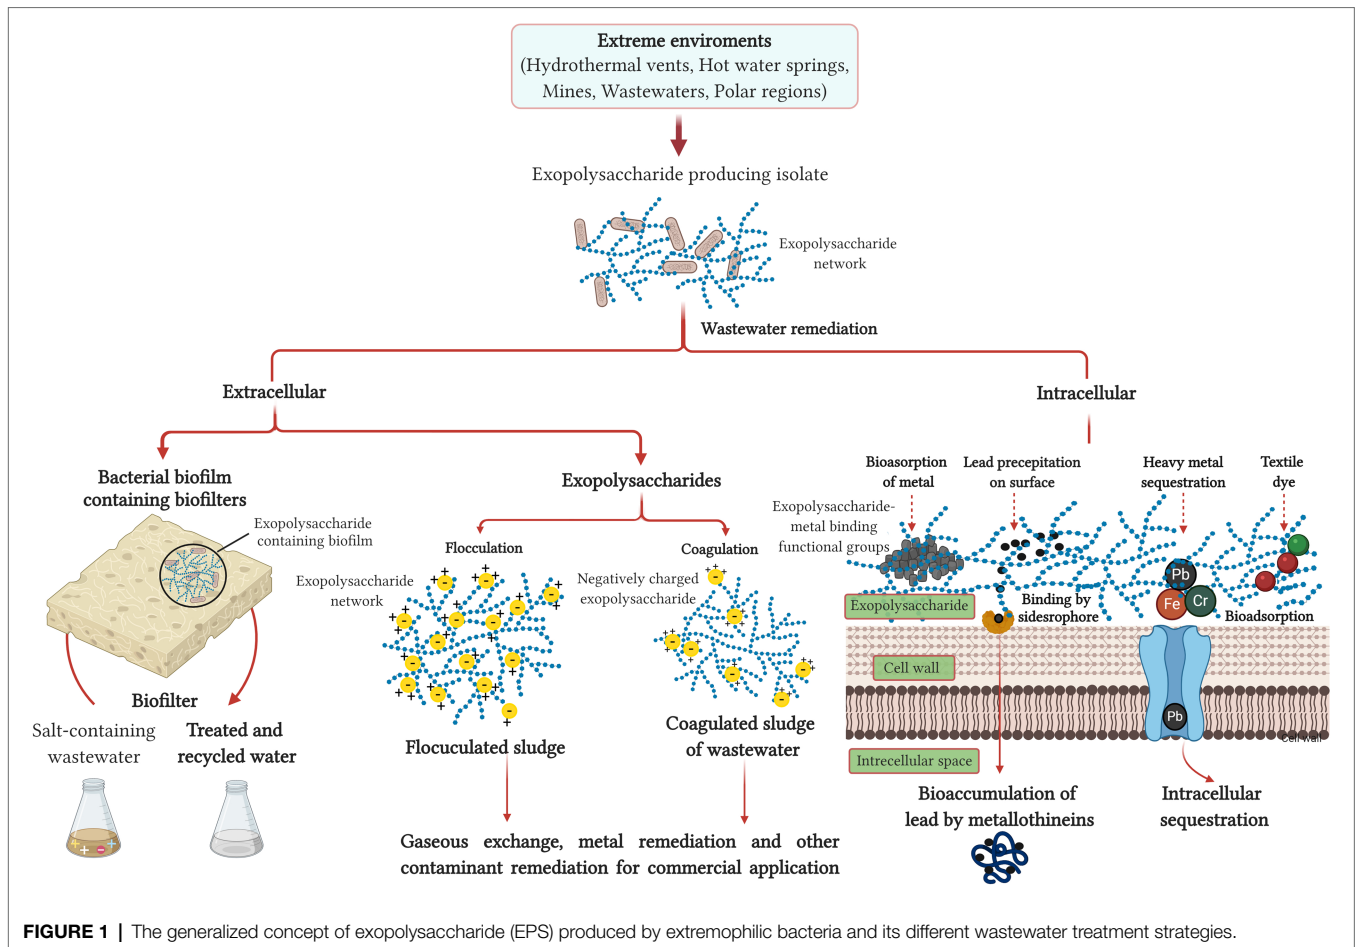 Extreme enviroments
(Hydrothermal vents, Hot water springs,
Mines, Wastewaters, Polar regions)
Exopolysaccharide producing isolate
Exopolysaccharide
network
Wastewater remediation
Extracellular
Intracellular
Bacterial biofilm
containing biofilters
Exopolysaccharide
containing biofilm
Biofilter
Salt-containing
wastewater
Treated and
recycled water
Exopolysaccharides
Flocculation
Exopolysaccharide
network
Flocuculated sludge
Coagulation
Negatively charged
exopolysaccharide
Coagulated sludge
of wastewater
Gaseous exchange, metal remediation and other
contaminant remediation for commercial application
Bioasorption
of metal
Lead precepitation
on surface
Heavy metal
sequestration
Textile
dye
Exopolysaccharide-
metal binding
functional groups
Pb
Fe
Cr
Exopolysaccharide
Binding by
sidesrophore
Bioadsorption
Cell wall
Pb
Cell wall
Intrecellular space
Bioaccumulation of
lead by metallothineins
Intracellular
sequestration
FIGURE 1 | The generalized concept of exopolysaccharide (EPS) produced by extremophilic bacteria and its different wastewater treatment strategies.